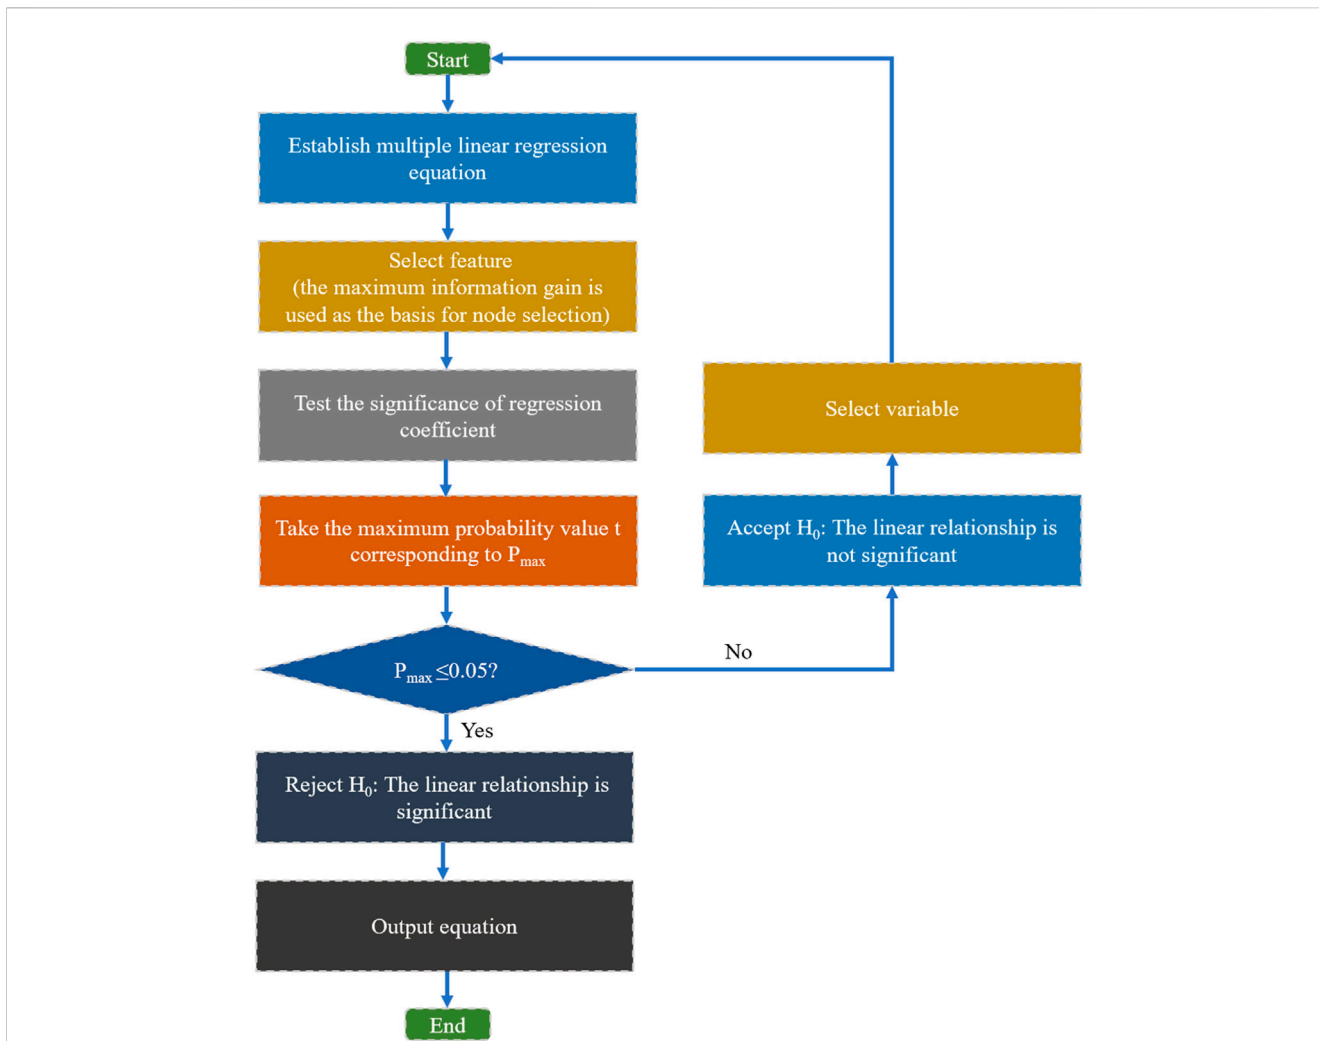 Start
Establish multiple linear regression
equation
Select feature
(the maximum information gain is
used as the basis for node selection)
Test the significance of regression
coefficient
Take the maximum probability value t
corresponding to Pmax
Pmax ≤0.05?
No
Accept H0: The linear relationship is
not significant
Select variable
Yes
Reject H0: The linear relationship is
significant
Output equation
End